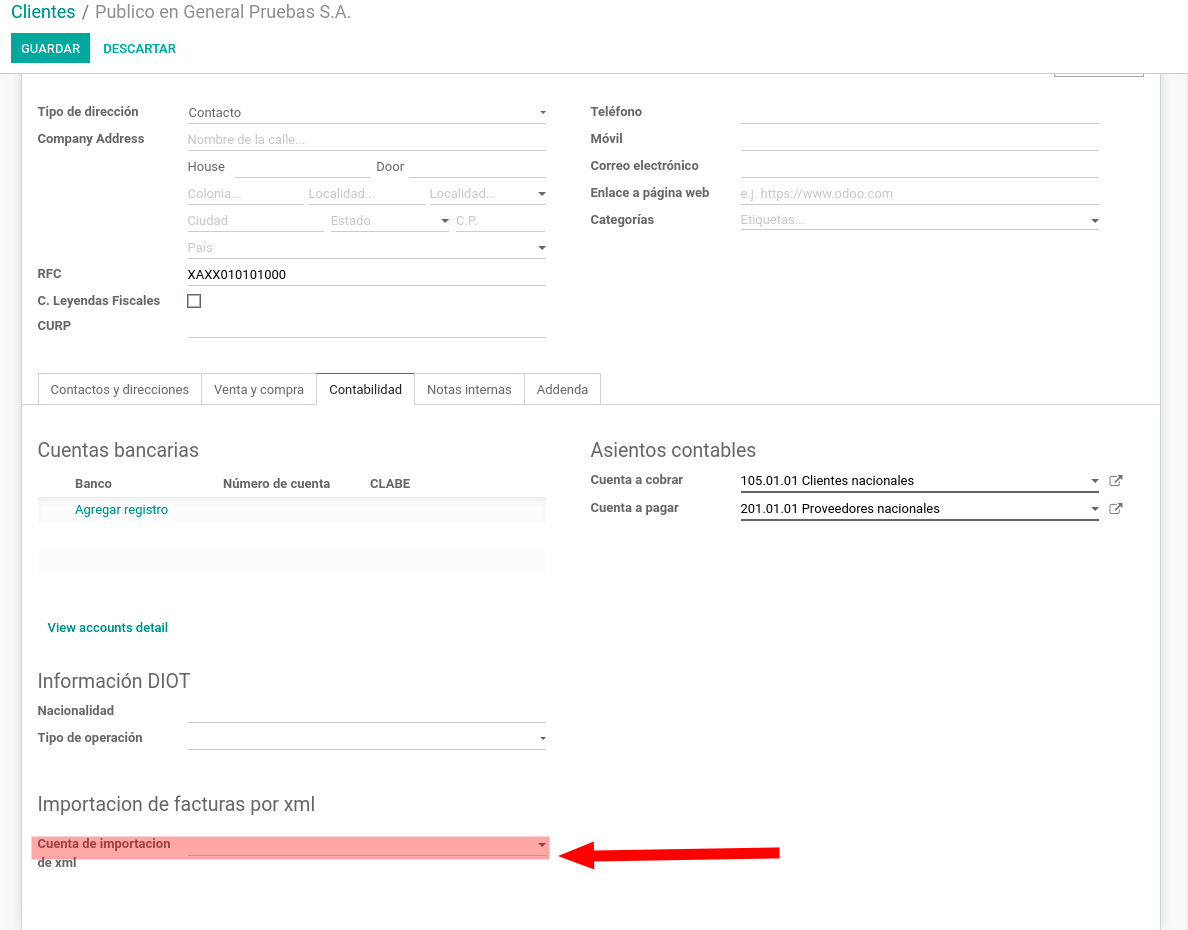 Clientes / Publico en General Pruebas S.A.
GUARDAR DESCARTAR
Tipo de dirección Contacto
Company Address Nombre de la calle...
House Door
Colonia... Localidad... Localidad...
Ciudad Estado C.P.
País
RFC XAXX010101000
C. Leyendas Fiscales
CURP
Teléfono
Móvil
Correo electrónico
Enlace a página web e.j. https://www.odoo.com
Categorías Etiquetas...
Contactos y direcciones Venta y compra Contabilidad Notas internas Addenda
Cuentas bancarias
Banco Número de cuenta CLABE
Agregar registro
View accounts detail
Asientos contables
Cuenta a cobrar 105.01.01 Clientes nacionales
Cuenta a pagar 201.01.01 Proveedores nacionales
Información DIOT
Nacionalidad
Tipo de operación
Importacion de facturas por xml
Cuenta de importacion
de xml